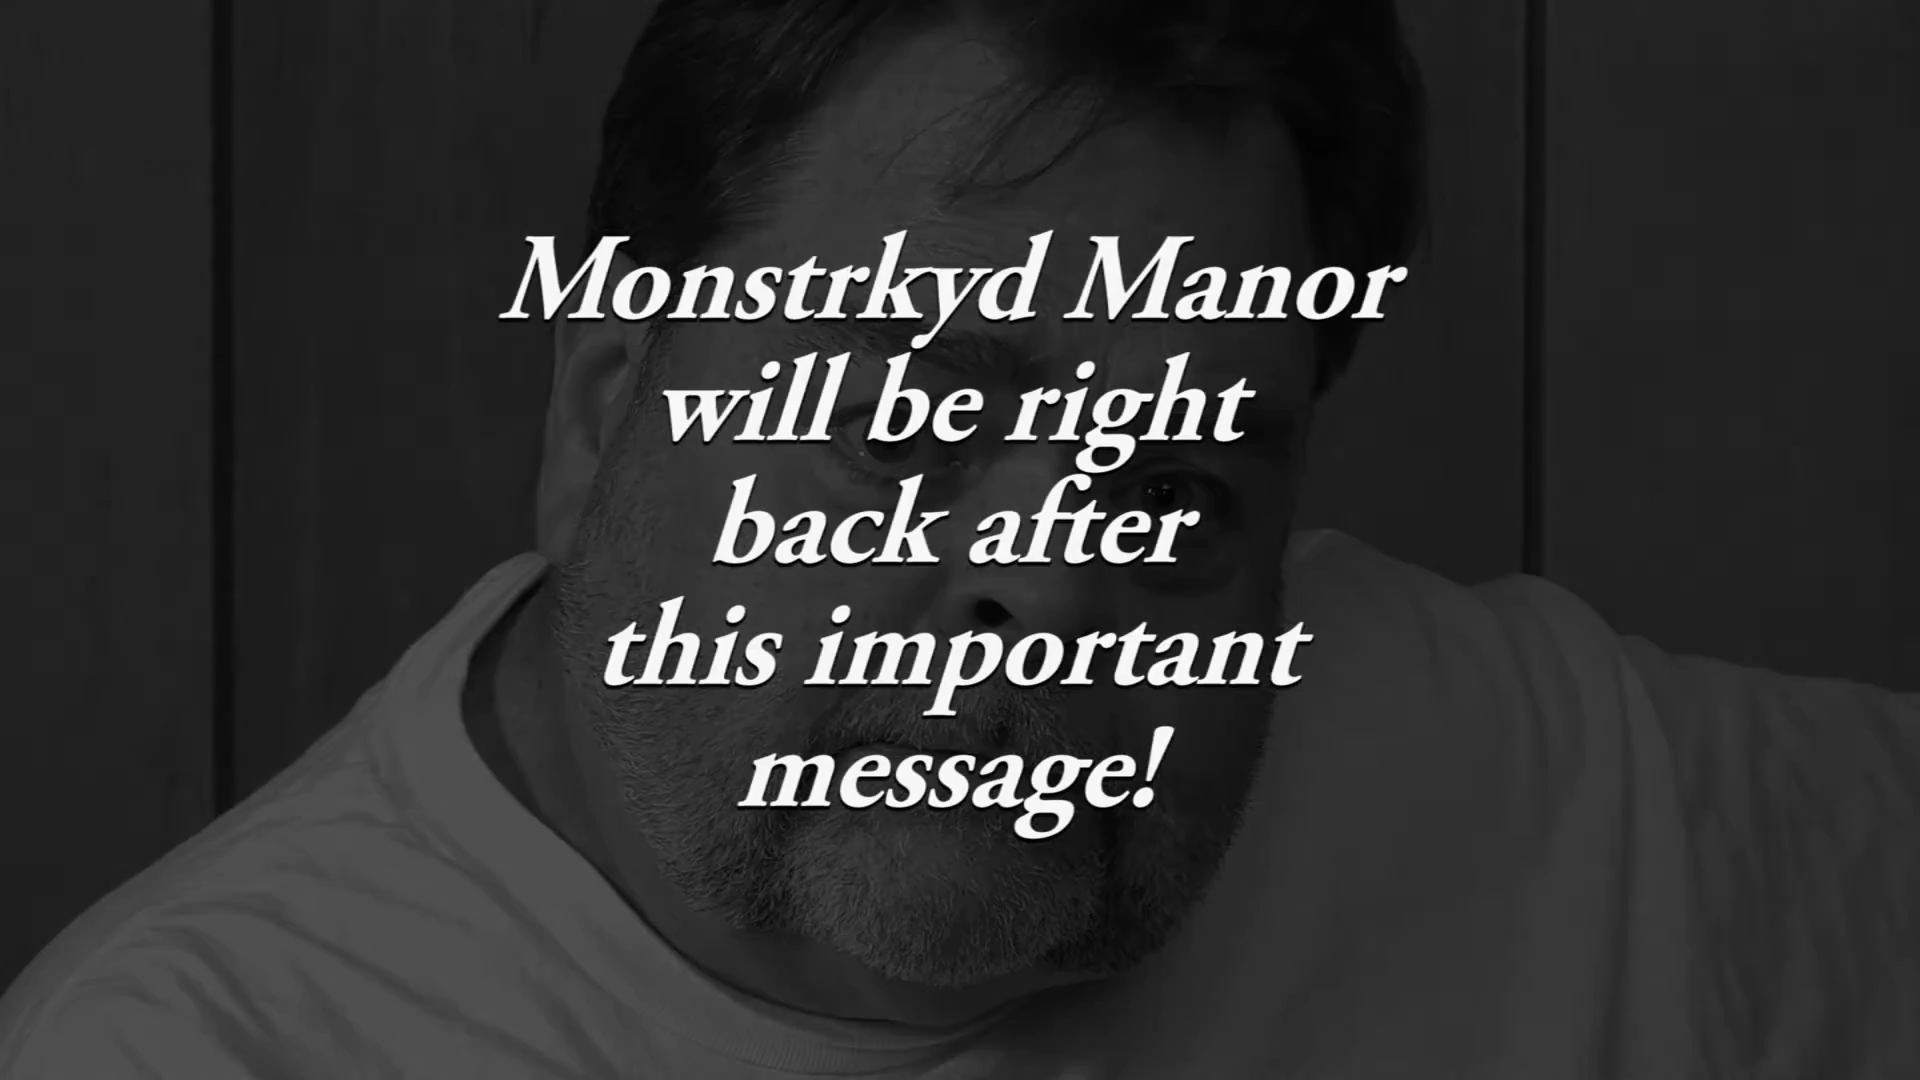 Monstrkyd Manor
will be right
back after
this important
message!